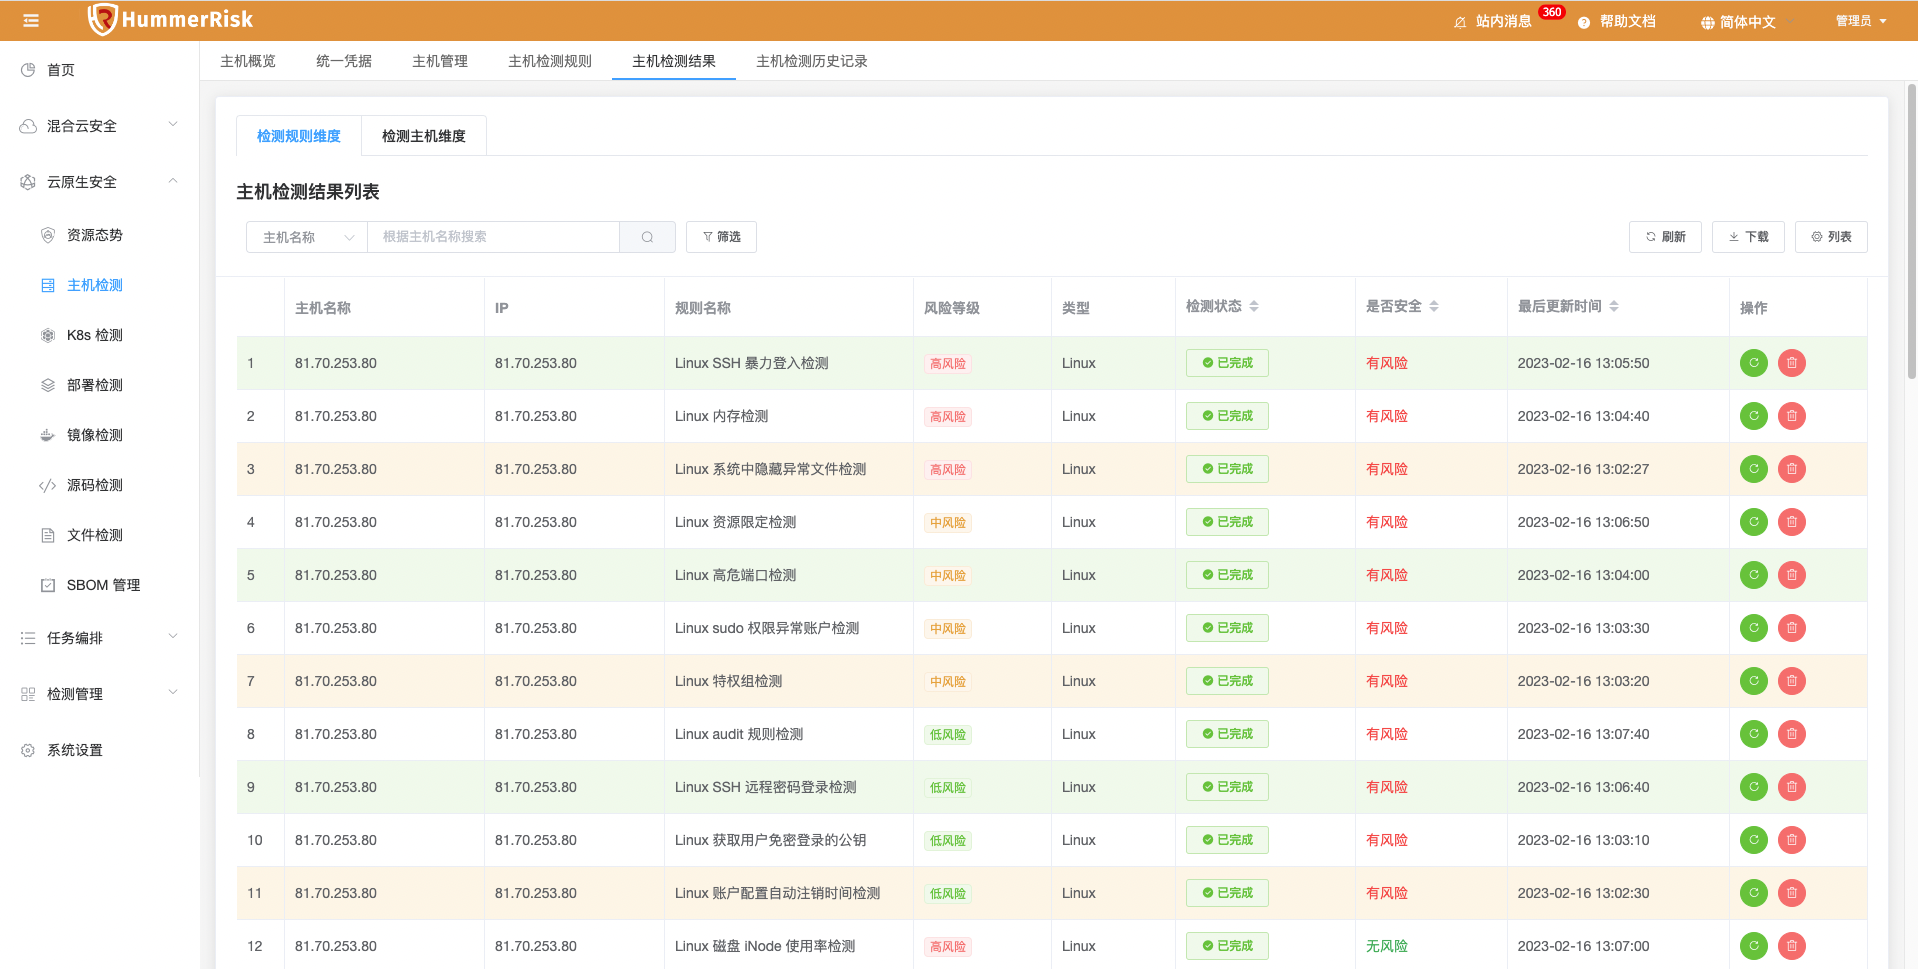 HummerRisk
站内消息 360 帮助文档 简体中文 管理员
首页
混合云安全
云原生安全
资源态势
主机检测
K8s 检测
部署检测
镜像检测
源码检测
文件检测
SBOM 管理
任务编排
检测管理
系统设置
主机概览 统一凭据 主机管理 主机检测规则 主机检测结果 主机检测历史记录
检测规则维度 检测主机维度
主机检测结果列表
主机名称 根据主机名称搜索 筛选 刷新 下载 列表
主机名称 IP 规则名称 风险等级 类型 检测状态 是否安全 最后更新时间 操作
1 81.70.253.80 81.70.253.80 Linux SSH 暴力登入检测 高风险 Linux 已完成 有风险 2023-02-16 13:05:50
2 81.70.253.80 81.70.253.80 Linux 内存检测 高风险 Linux 已完成 有风险 2023-02-16 13:04:40
3 81.70.253.80 81.70.253.80 Linux 系统中隐藏异常文件检测 高风险 Linux 已完成 有风险 2023-02-16 13:02:27
4 81.70.253.80 81.70.253.80 Linux 资源限定检测 中风险 Linux 已完成 有风险 2023-02-16 13:06:50
5 81.70.253.80 81.70.253.80 Linux 高危端口检测 中风险 Linux 已完成 有风险 2023-02-16 13:04:00
6 81.70.253.80 81.70.253.80 Linux sudo 权限异常账户检测 中风险 Linux 已完成 有风险 2023-02-16 13:03:30
7 81.70.253.80 81.70.253.80 Linux 特权组检测 中风险 Linux 已完成 有风险 2023-02-16 13:03:20
8 81.70.253.80 81.70.253.80 Linux audit 规则检测 低风险 Linux 已完成 有风险 2023-02-16 13:07:40
9 81.70.253.80 81.70.253.80 Linux SSH 远程密码登录检测 低风险 Linux 已完成 有风险 2023-02-16 13:06:40
10 81.70.253.80 81.70.253.80 Linux 获取用户免密登录的公钥 低风险 Linux 已完成 有风险 2023-02-16 13:03:10
11 81.70.253.80 81.70.253.80 Linux 账户配置自动注销时间检测 低风险 Linux 已完成 有风险 2023-02-16 13:02:30
12 81.70.253.80 81.70.253.80 Linux 磁盘 iNode 使用率检测 高风险 Linux 已完成 无风险 2023-02-16 13:07:00